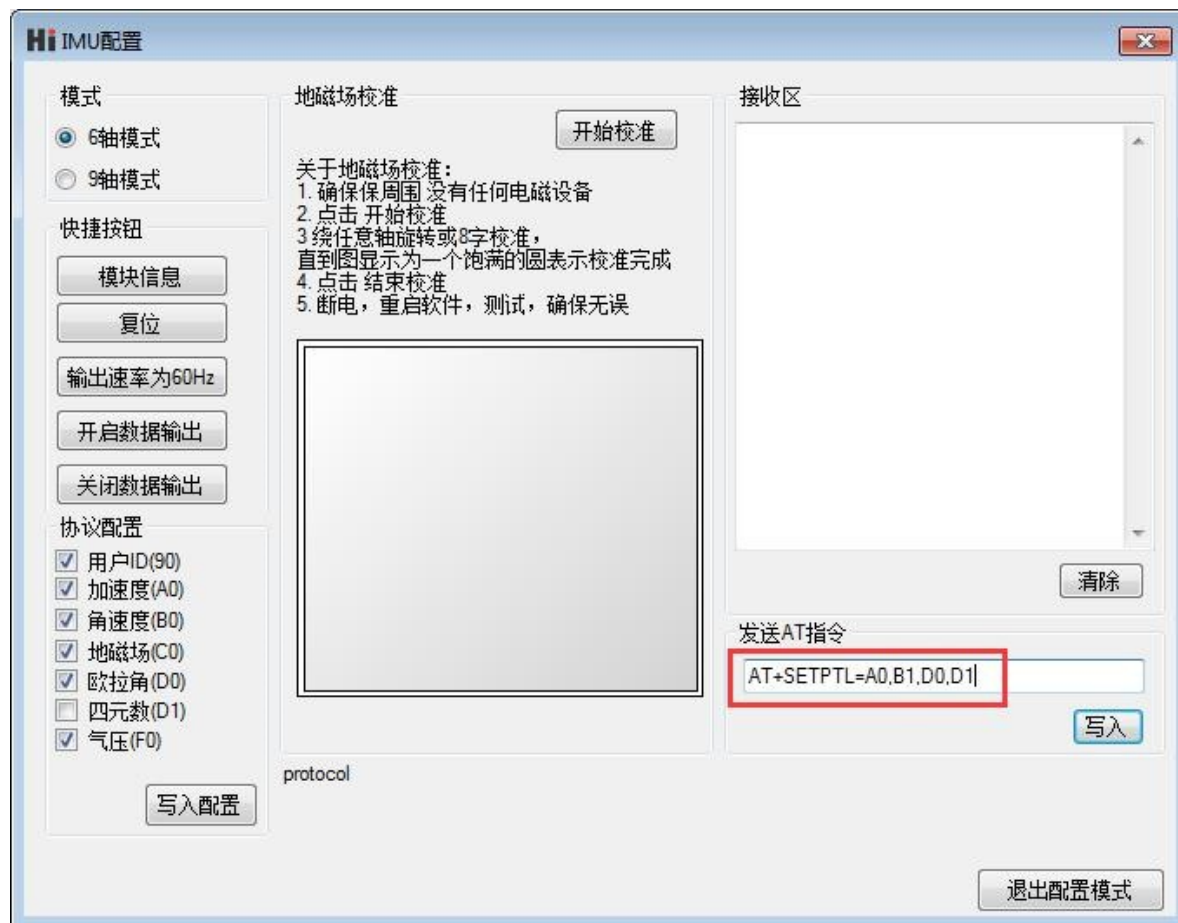 Hi IMU配置
模式
6轴模式
9轴模式
快捷按钮
模块信息
复位
输出速率为60Hz
开启数据输出
关闭数据输出
协议配置
用户ID(90)
加速度(A0)
角速度(B0)
地磁场(C0)
欧拉角(D0)
四元数(D1)
气压(F0)
写入配置
地磁场校准
开始校准
关于地磁场校准：
1. 确保保周围 没有任何电磁设备
2. 点击 开始校准
3 绕任意轴旋转或8字校准，
直到图显示为一个饱满的圆表示校准完成
4. 点击 结束校准
5. 断电，重启软件，测试，确保无误
protocol
接收区
清除
发送AT指令
AT+SETPTL=A0,B1,D0,D1
写入
退出配置模式